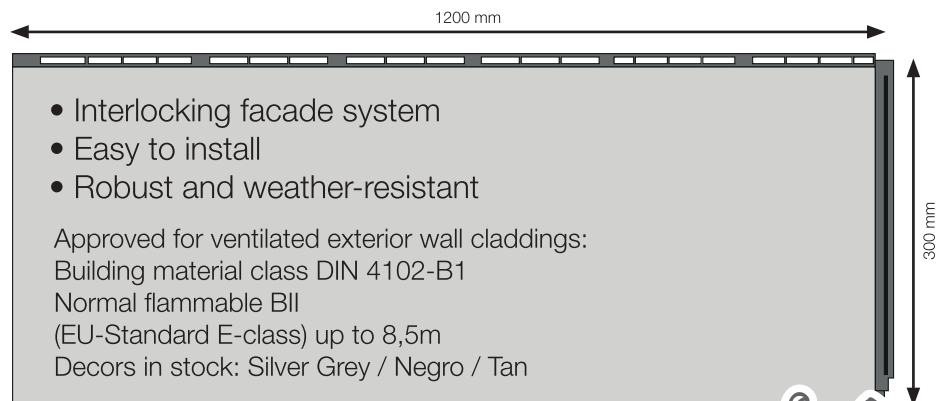 1200 mm
• Interlocking facade system
• Easy to install
• Robust and weather-resistant
300 mm
Approved for ventilated exterior wall claddings:
Building material class DIN 4102-B1
Normal flammable BII
(EU-Standard E-class) up to 8,5m
Decors in stock: Silver Grey / Negro / Tan